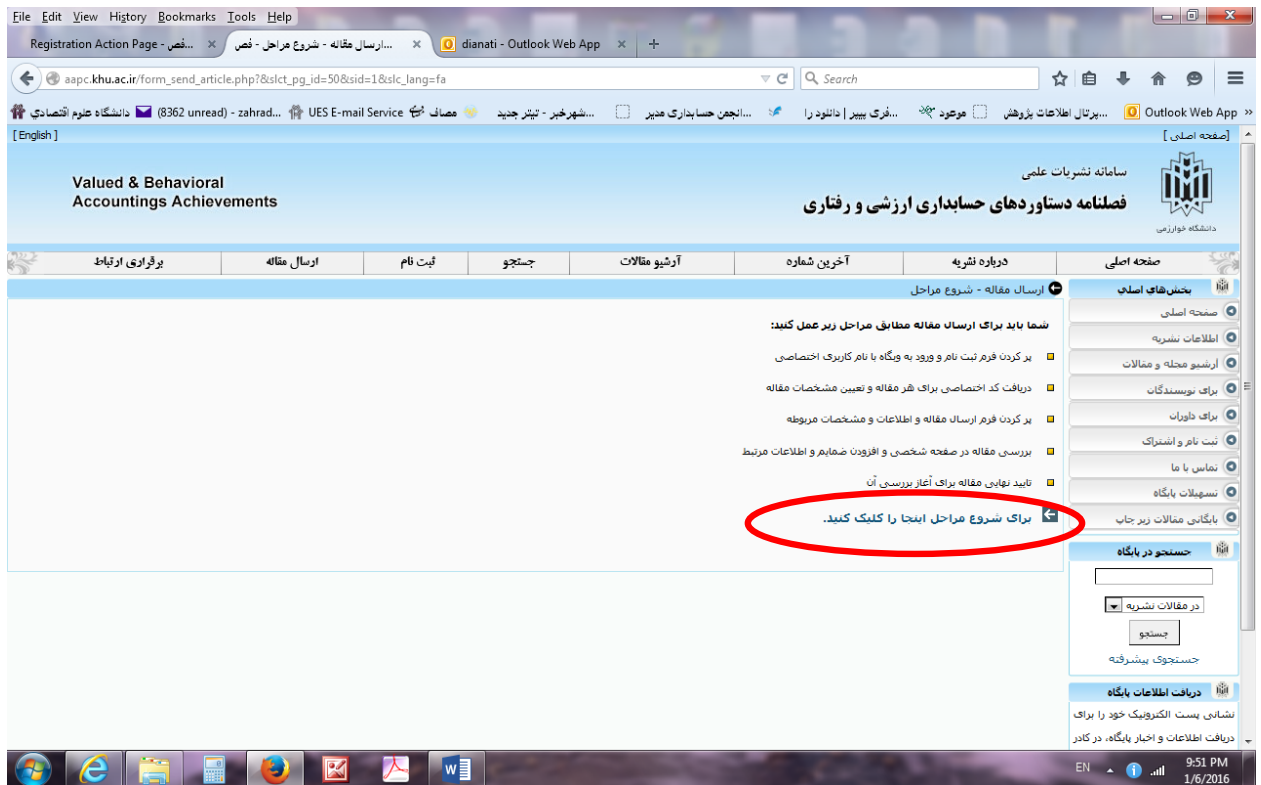 File Edit View History Bookmarks Tools Help
Registration Action Page - فص...
ارسال مقاله - شروع مراحل - فص...
dianati - Outlook Web App
aapc.khu.ac.ir/form_send_article.php?&slct_pg_id=50&sid=1&slc_lang=fa
Search
دانشگاه علوم اقتصادي (8362 unread) - zahrad... UES E-mail Service مصاف شهرخبر - تیتر جدید... انجمن حسابداری مدیر... فری پیپر | دانلود را... موعود پرتال اطلاعات پژوهش... Outlook Web App »
[ English ]
[صفحه اصلی ]
Valued & Behavioral
Accountings Achievements
سامانه نشریات علمی
فصلنامه دستاوردهای حسابداری ارزشی و رفتاری
دانشگاه خوارزمی
صفحه اصلی درباره نشریه آخرین شماره آرشیو مقالات جستجو ثبت نام ارسال مقاله برقراری ارتباط
بخش‌های اصلی
صفحه اصلی
اطلاعات نشریه
آرشیو مجله و مقالات
برای نویسندگان
برای داوران
ثبت نام و اشتراک
تماس با ما
تسهیلات پایگاه
بایگانی مقالات زیر چاپ
جستجو در پایگاه
در مقالات نشریه
جستجو
جستجوی پیشرفته
دریافت اطلاعات پایگاه
نشانی پست الکترونیک خود را برای
دریافت اطلاعات و اخبار پایگاه، در کادر
ارسال مقاله - شروع مراحل
شما باید برای ارسال مقاله مطابق مراحل زیر عمل کنید:
پر کردن فرم ثبت نام و ورود به وبگاه با نام کاربری اختصاصی
دریافت کد اختصاصی برای هر مقاله و تعیین مشخصات مقاله
پر کردن فرم ارسال مقاله و اطلاعات و مشخصات مربوطه
بررسی مقاله در صفحه شخصی و افزودن ضمایم و اطلاعات مرتبط
تایید نهایی مقاله برای آغاز بررسی آن
برای شروع مراحل اینجا را کلیک کنید.
EN
9:51 PM
1/6/2016